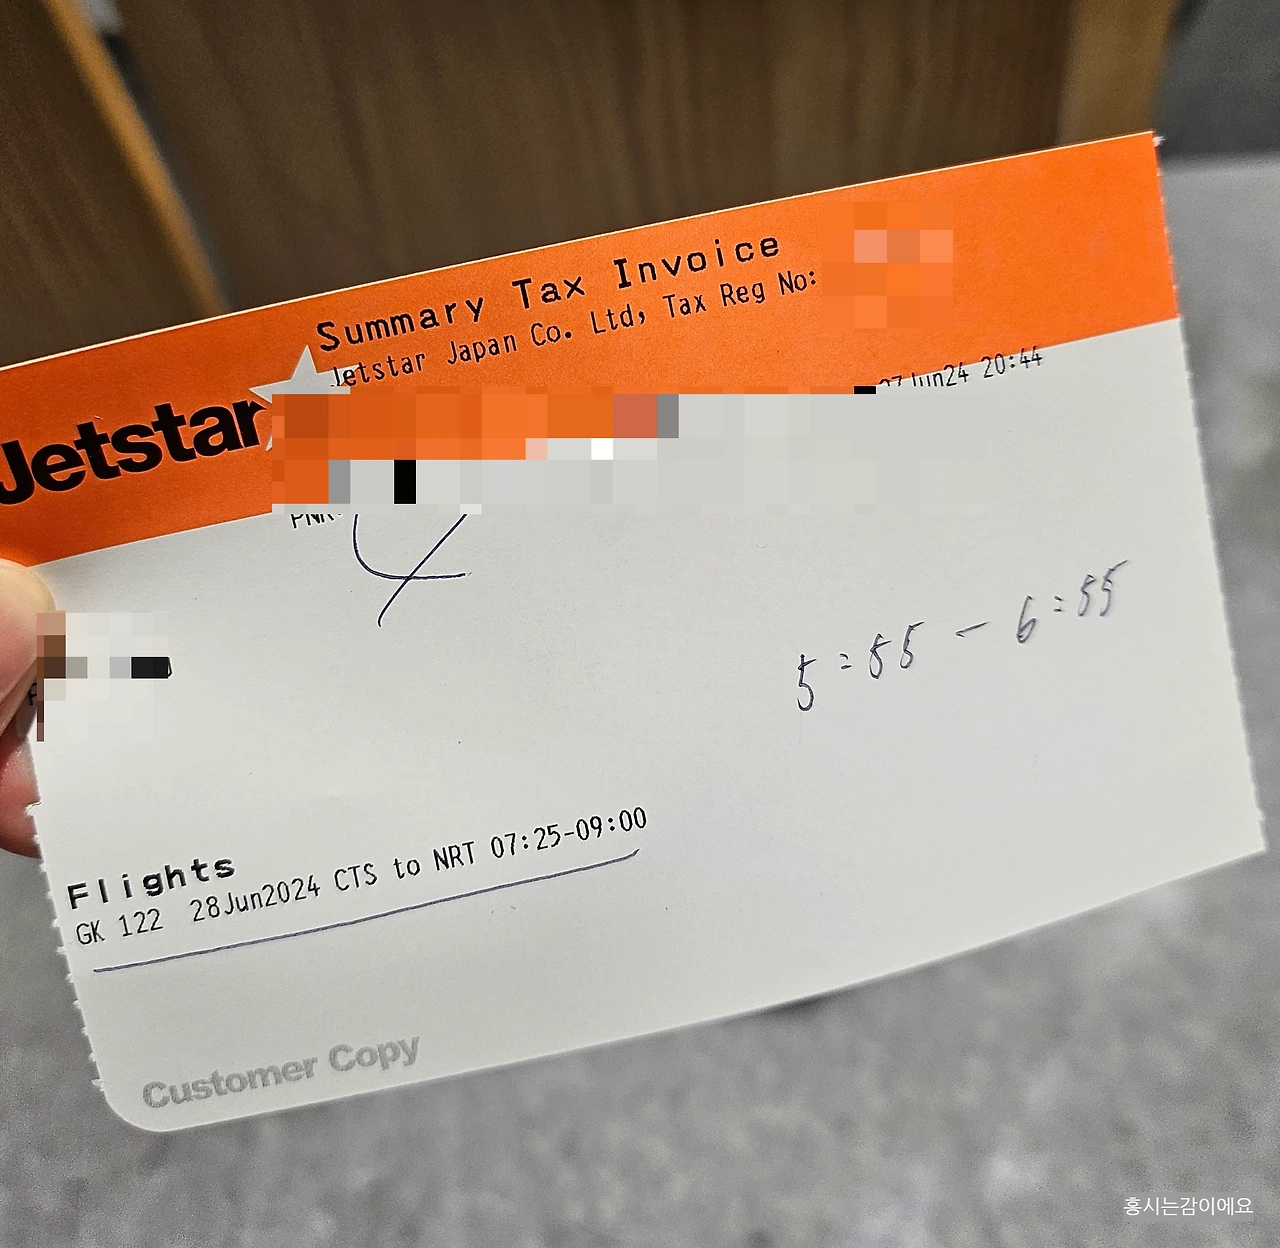 Summary Tax Invoice
Jetstar Japan Co. Ltd, Tax Reg No:
Jetstar
Jun24 20:44
PNR:
5:55 - 6:55
Flights
GK 122 28Jun2024 CTS to NRT 07:25-09:00
Customer Copy
홍시는감이에요